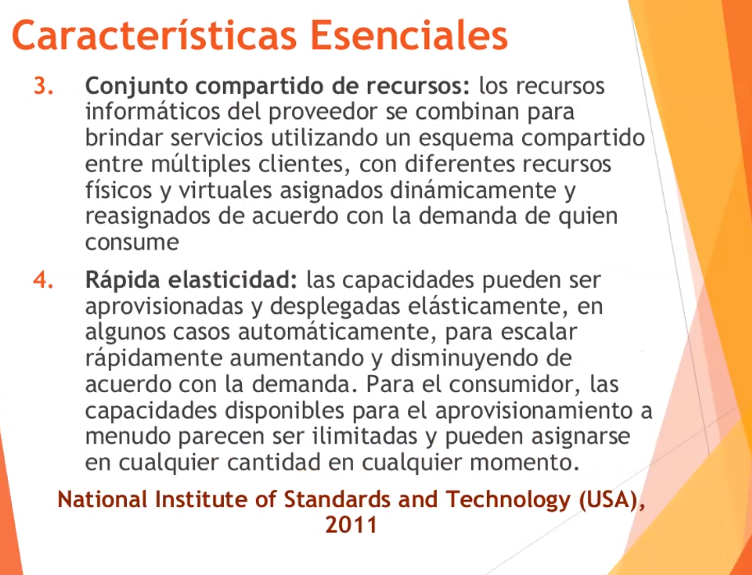 Características Esenciales
3. Conjunto compartido de recursos: los recursos
informáticos del proveedor se combinan para
brindar servicios utilizando un esquema compartido
entre múltiples clientes, con diferentes recursos
físicos y virtuales asignados dinámicamente y
reasignados de acuerdo con la demanda de quien
consume
4. Rápida elasticidad: las capacidades pueden ser
aprovisionadas y desplegadas elásticamente, en
algunos casos automáticamente, para escalar
rápidamente aumentando y disminuyendo de
acuerdo con la demanda. Para el consumidor, las
capacidades disponibles para el aprovisionamiento a
menudo parecen ser ilimitadas y pueden asignarse
en cualquier cantidad en cualquier momento.
National Institute of Standards and Technology (USA),
2011